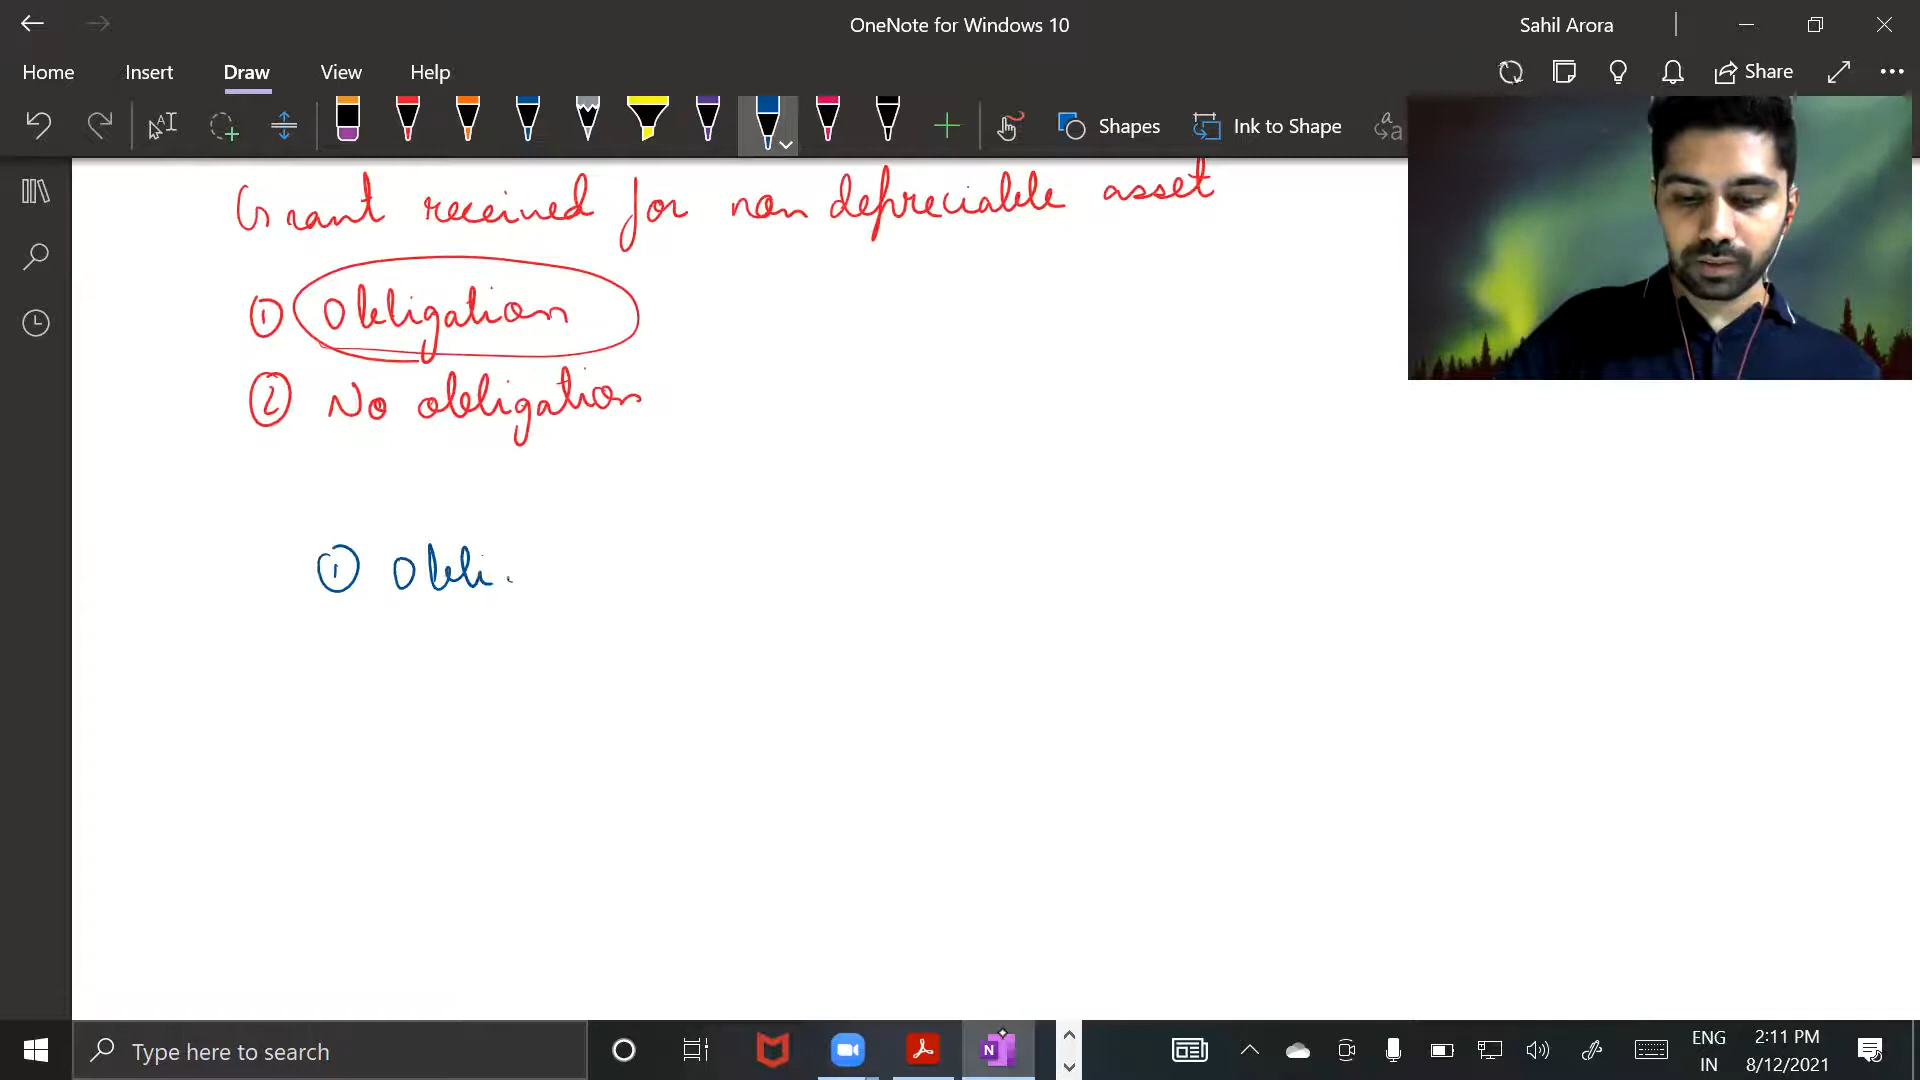 OneNote for Windows 10
Sahil Arora
Home Insert Draw View Help
Share
Shapes Ink to Shape
Grant received for non depreciable asset
① Obligation
② No obligation
① Obli
Type here to search
ENG
IN
2:11 PM
8/12/2021